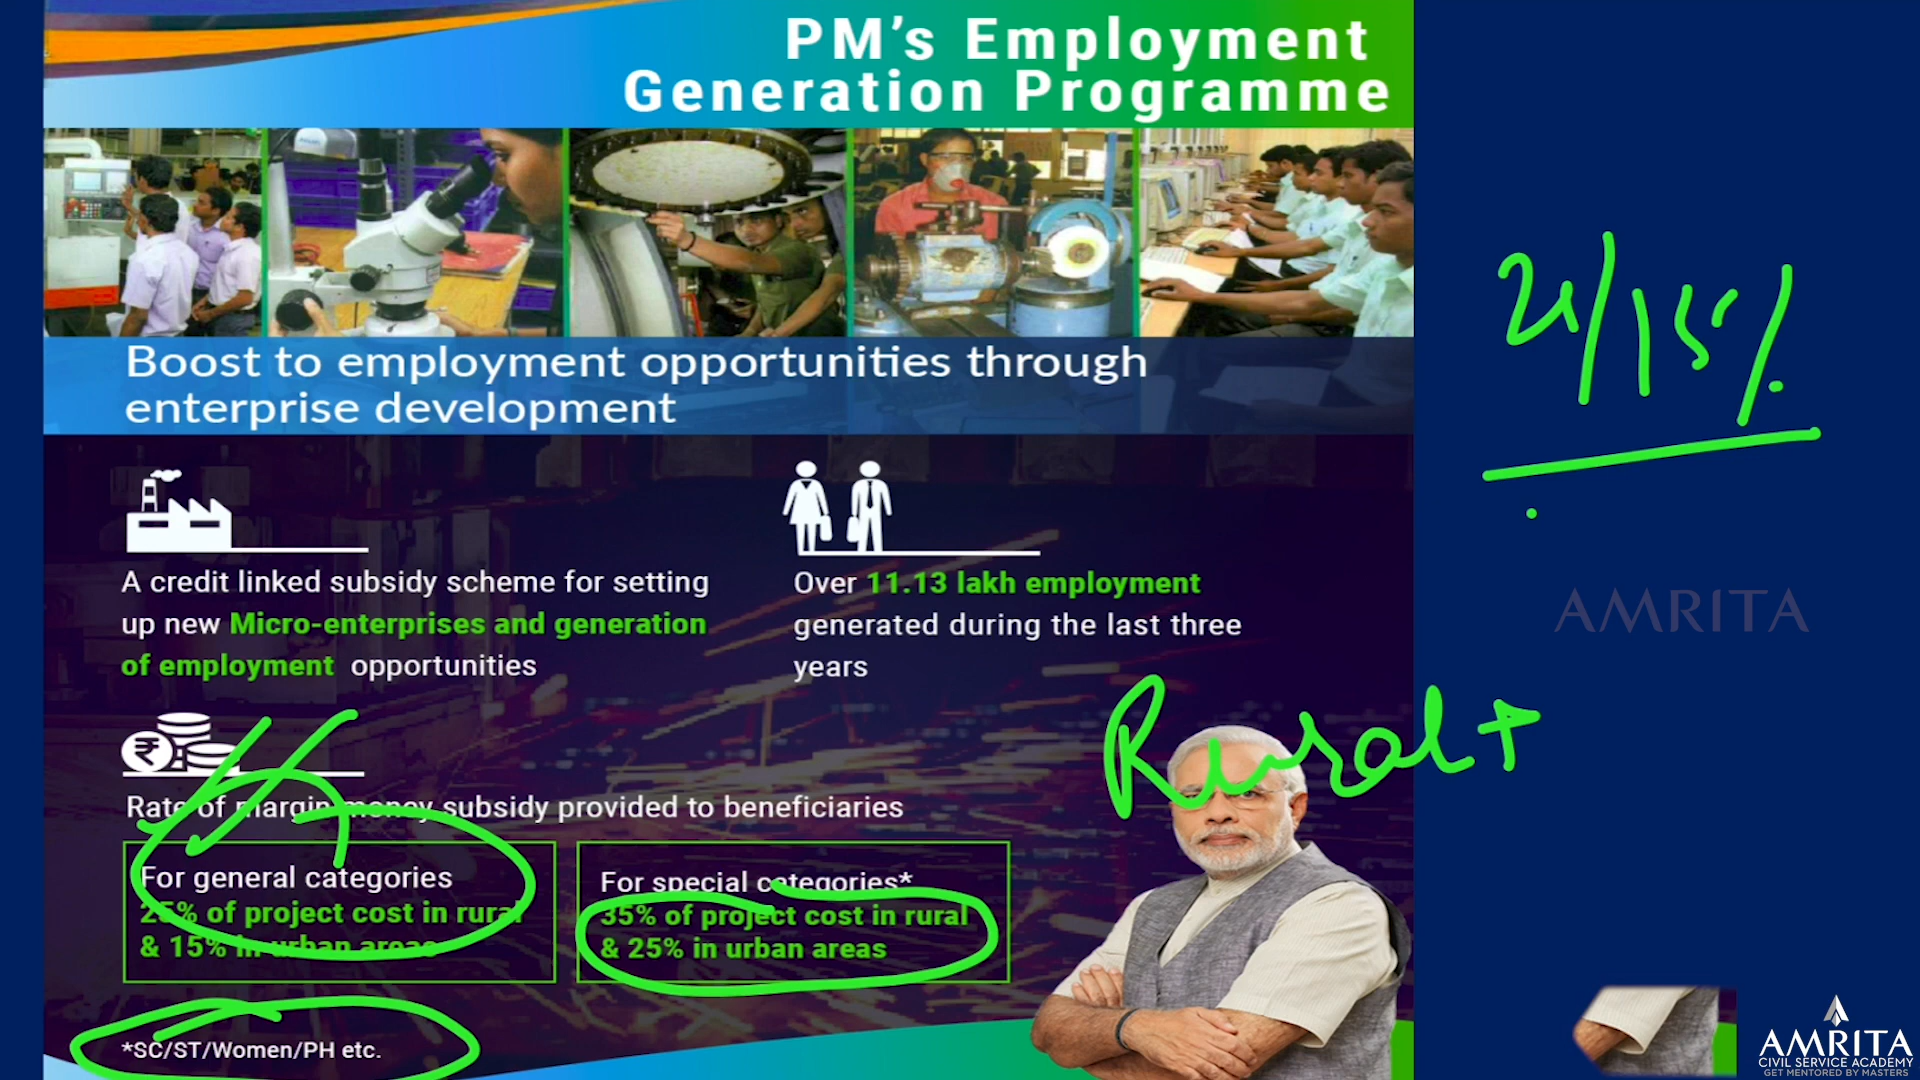 PM's Employment
Generation Programme
Boost to employment opportunities through
enterprise development
A credit linked subsidy scheme for setting
up new Micro-enterprises and generation
of employment opportunities
Over 11.13 lakh employment
generated during the last three
years
Rate of margin money subsidy provided to beneficiaries
For general categories
25% of project cost in rural
& 15% in urban areas
For special categories*
35% of project cost in rural
& 25% in urban areas
*SC/ST/Women/PH etc.
Rural +
AMRITA
AMRITA
CIVIL SERVICE ACADEMY
GET MENTORED BY MASTERS